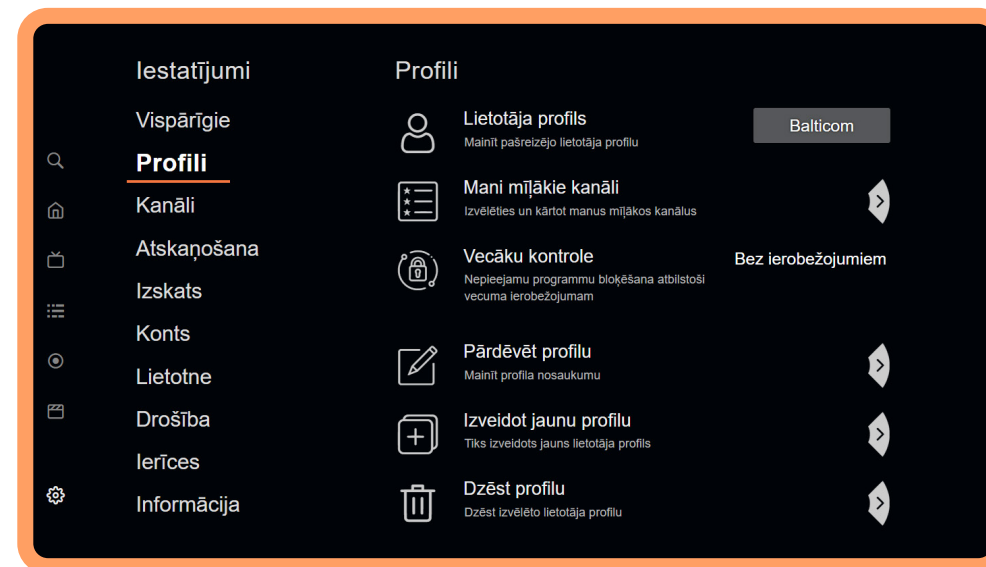 Iestatījumi
Vispārīgie
Profili
Kanāli
Atskaņošana
Izskats
Konts
Lietotne
Drošība
Ierīces
Informācija
Profili
Lietotāja profils
Mainīt pašreizējo lietotāja profilu
Balticom
Mani mīļākie kanāli
Izvēlēties un kārtot manus mīļākos kanālus
Vecāku kontrole
Nepieejamu programmu bloķēšana atbilstoši
vecuma ierobežojumam
Bez ierobežojumiem
Pārdēvēt profilu
Mainīt profila nosaukumu
Izveidot jaunu profilu
Tiks izveidots jauns lietotāja profils
Dzēst profilu
Dzēst izvēlēto lietotāja profilu